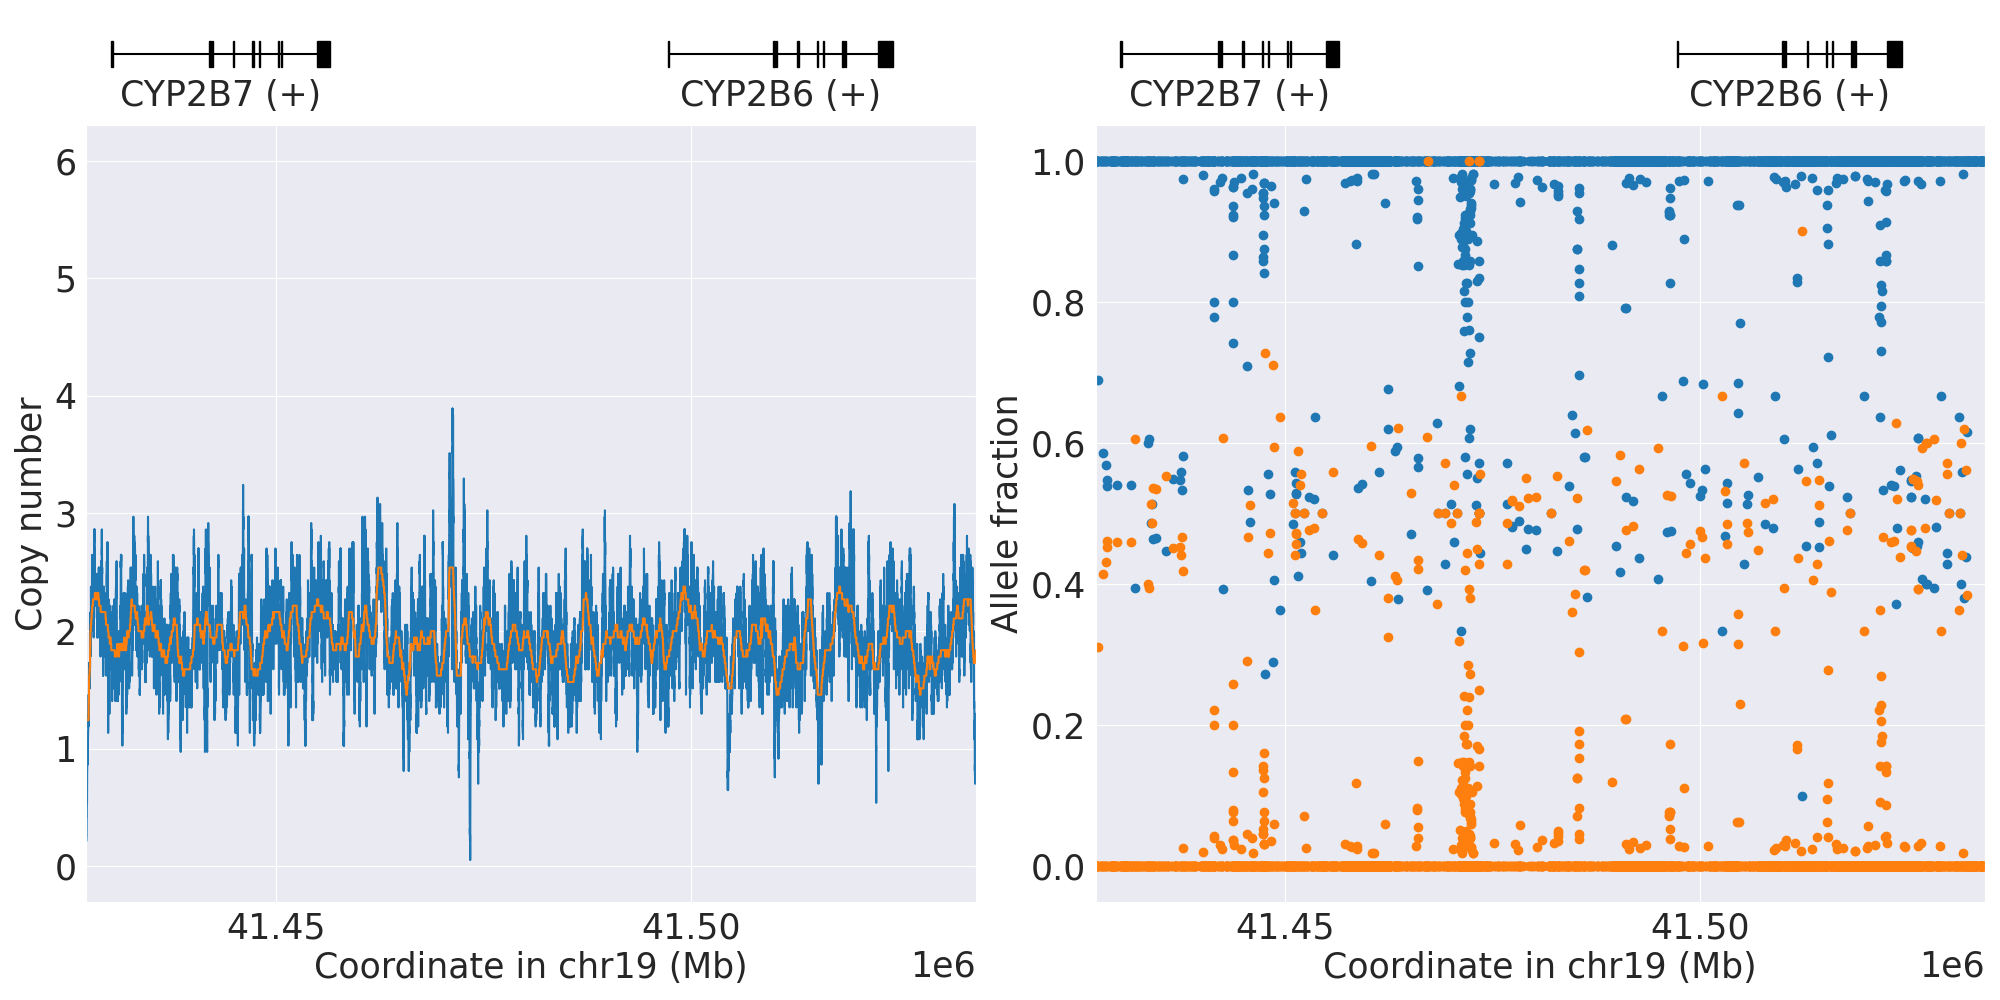 CYP2B7 (+)
CYP2B6 (+)
CYP2B7 (+)
CYP2B6 (+)
Copy number
6
5
4
3
2
1
0
41.45
41.50
Coordinate in chr19 (Mb)
1e6
Allele fraction
1.0
0.8
0.6
0.4
0.2
0.0
41.45
41.50
Coordinate in chr19 (Mb)
1e6